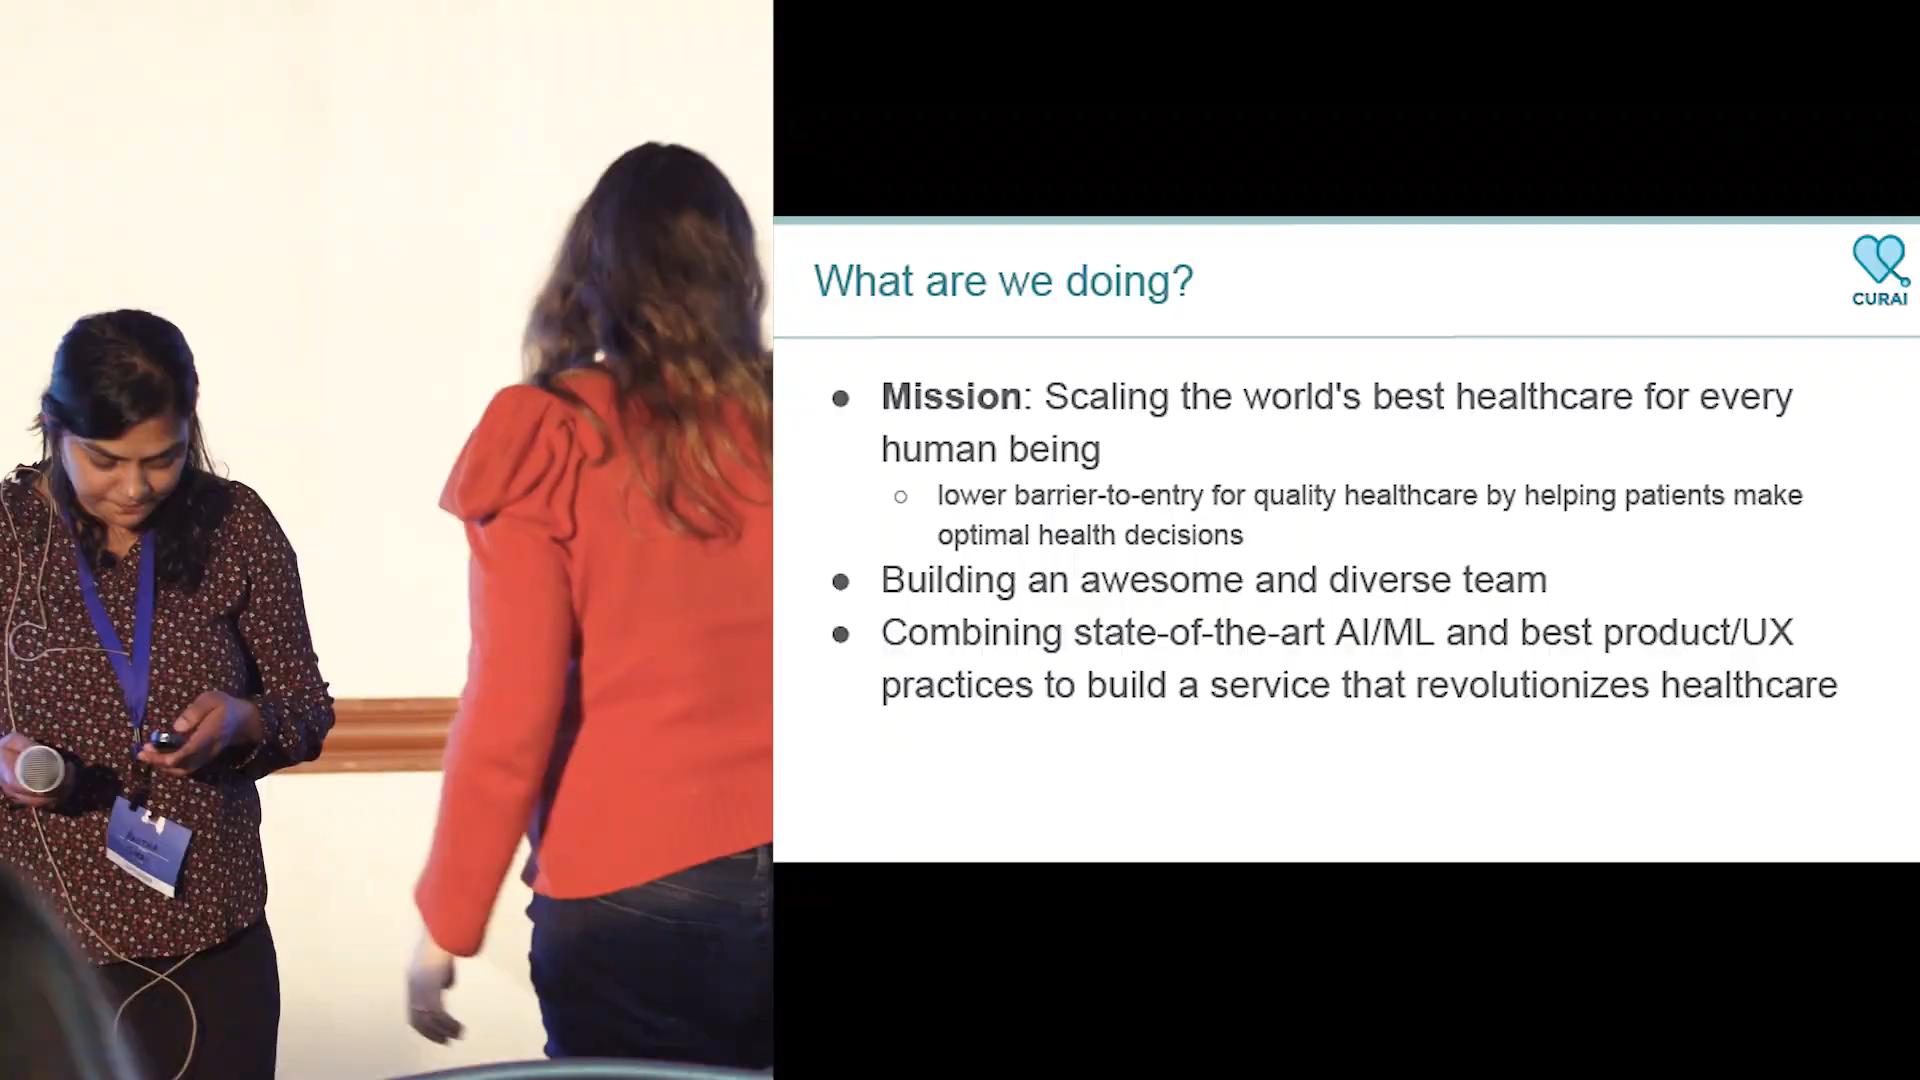 What are we doing?
CURAI
● Mission: Scaling the world's best healthcare for every
human being
○ lower barrier-to-entry for quality healthcare by helping patients make
optimal health decisions
● Building an awesome and diverse team
● Combining state-of-the-art AI/ML and best product/UX
practices to build a service that revolutionizes healthcare